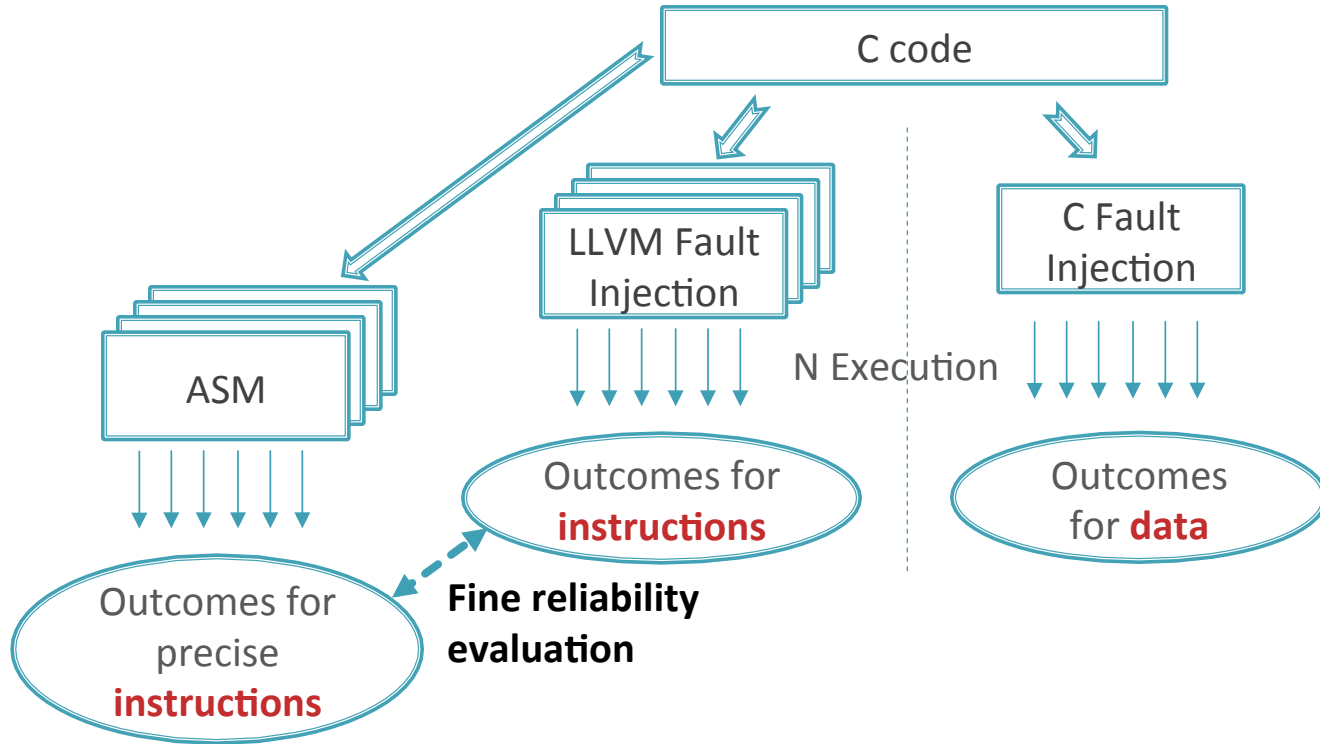 C code
LLVM Fault
Injection
C Fault
Injection
ASM
N Execution
Outcomes for
instructions
Outcomes
for data
Outcomes for
precise
instructions
Fine reliability
evaluation